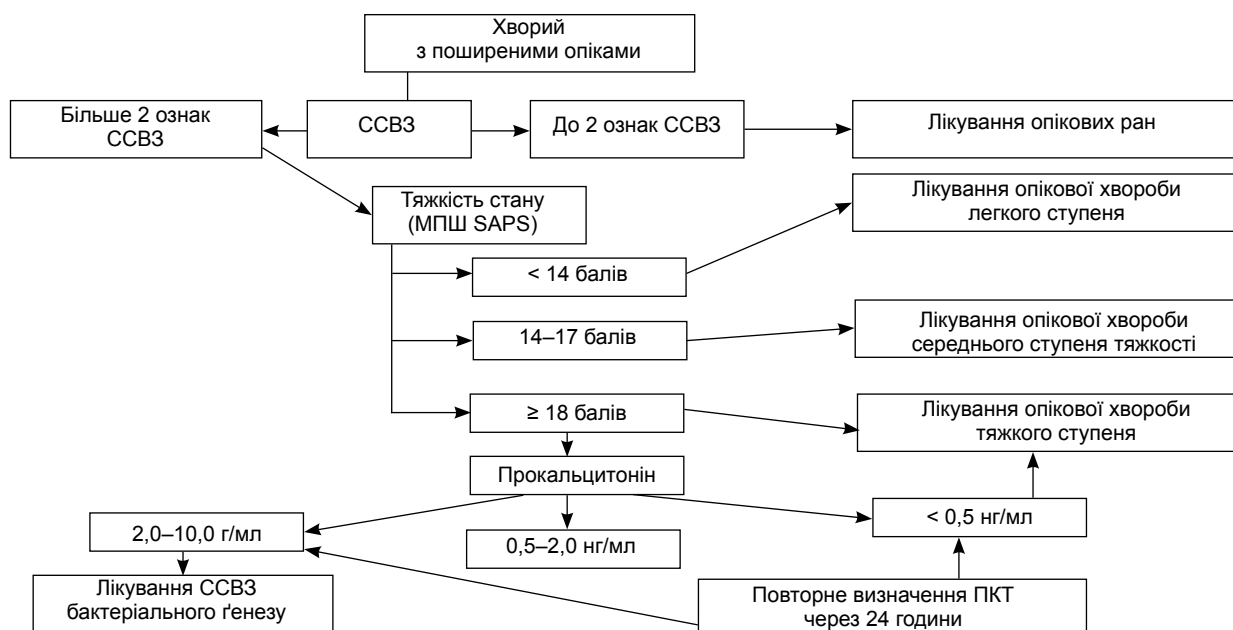 Хворий
з поширеними опіками
Більше 2 ознак
ССВЗ
ССВЗ
До 2 ознак ССВЗ
Лікування опікових ран
Тяжкість стану
(МПШ SAPS)
Лікування опікової хвороби
легкого ступеня
< 14 балів
14–17 балів
Лікування опікової хвороби
середнього ступеня тяжкості
≥ 18 балів
Лікування опікової хвороби
тяжкого ступеня
Прокальцитонін
2,0–10,0 г/мл
0,5–2,0 нг/мл
< 0,5 нг/мл
Лікування ССВЗ
бактеріального ґенезу
Повторне визначення ПКТ
через 24 години